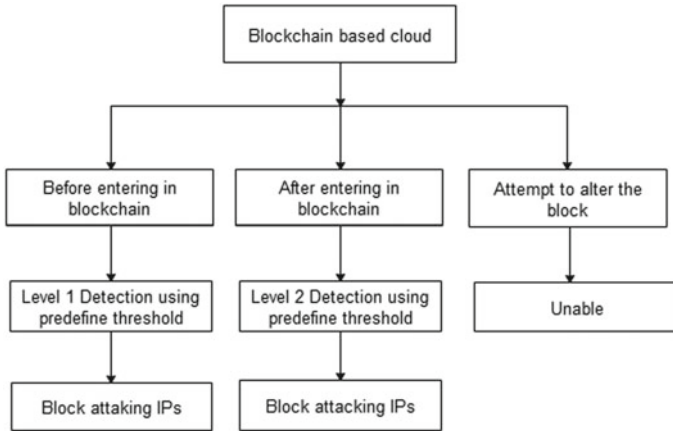 Blockchain based cloud
Before entering in
blockchain
After entering in
blockchain
Attempt to alter the
block
Level 1 Detection using
predefine threshold
Level 2 Detection using
predefine threshold
Unable
Block attaking IPs
Block attacking IPs